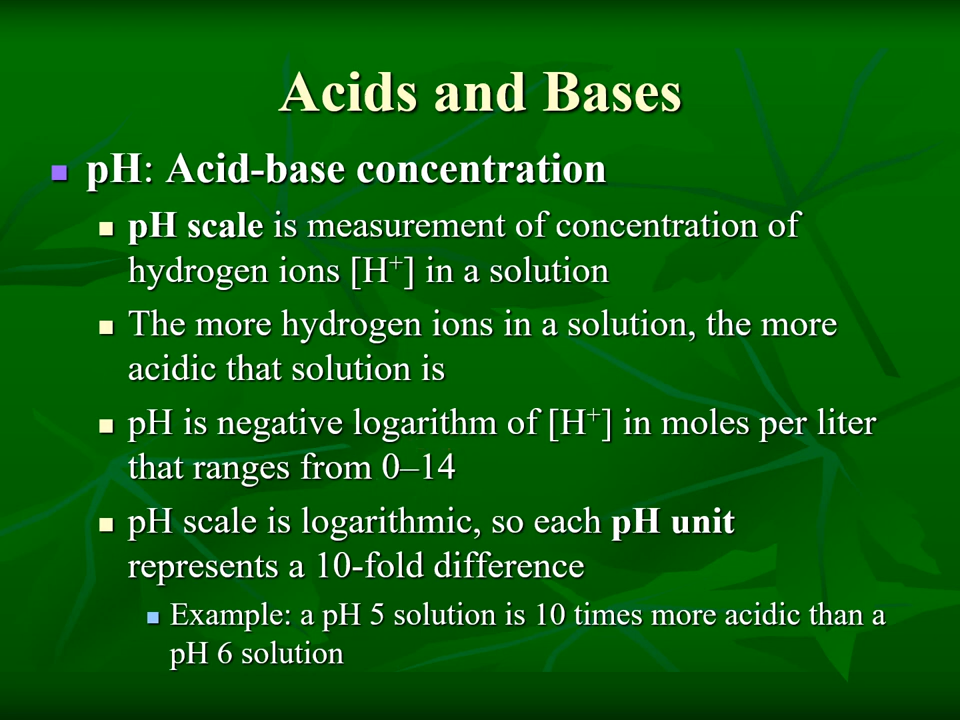 Acids and Bases
pH: Acid-base concentration
pH scale is measurement of concentration of
hydrogen ions [H⁺] in a solution
The more hydrogen ions in a solution, the more
acidic that solution is
pH is negative logarithm of [H⁺] in moles per liter
that ranges from 0–14
pH scale is logarithmic, so each pH unit
represents a 10-fold difference
Example: a pH 5 solution is 10 times more acidic than a
pH 6 solution